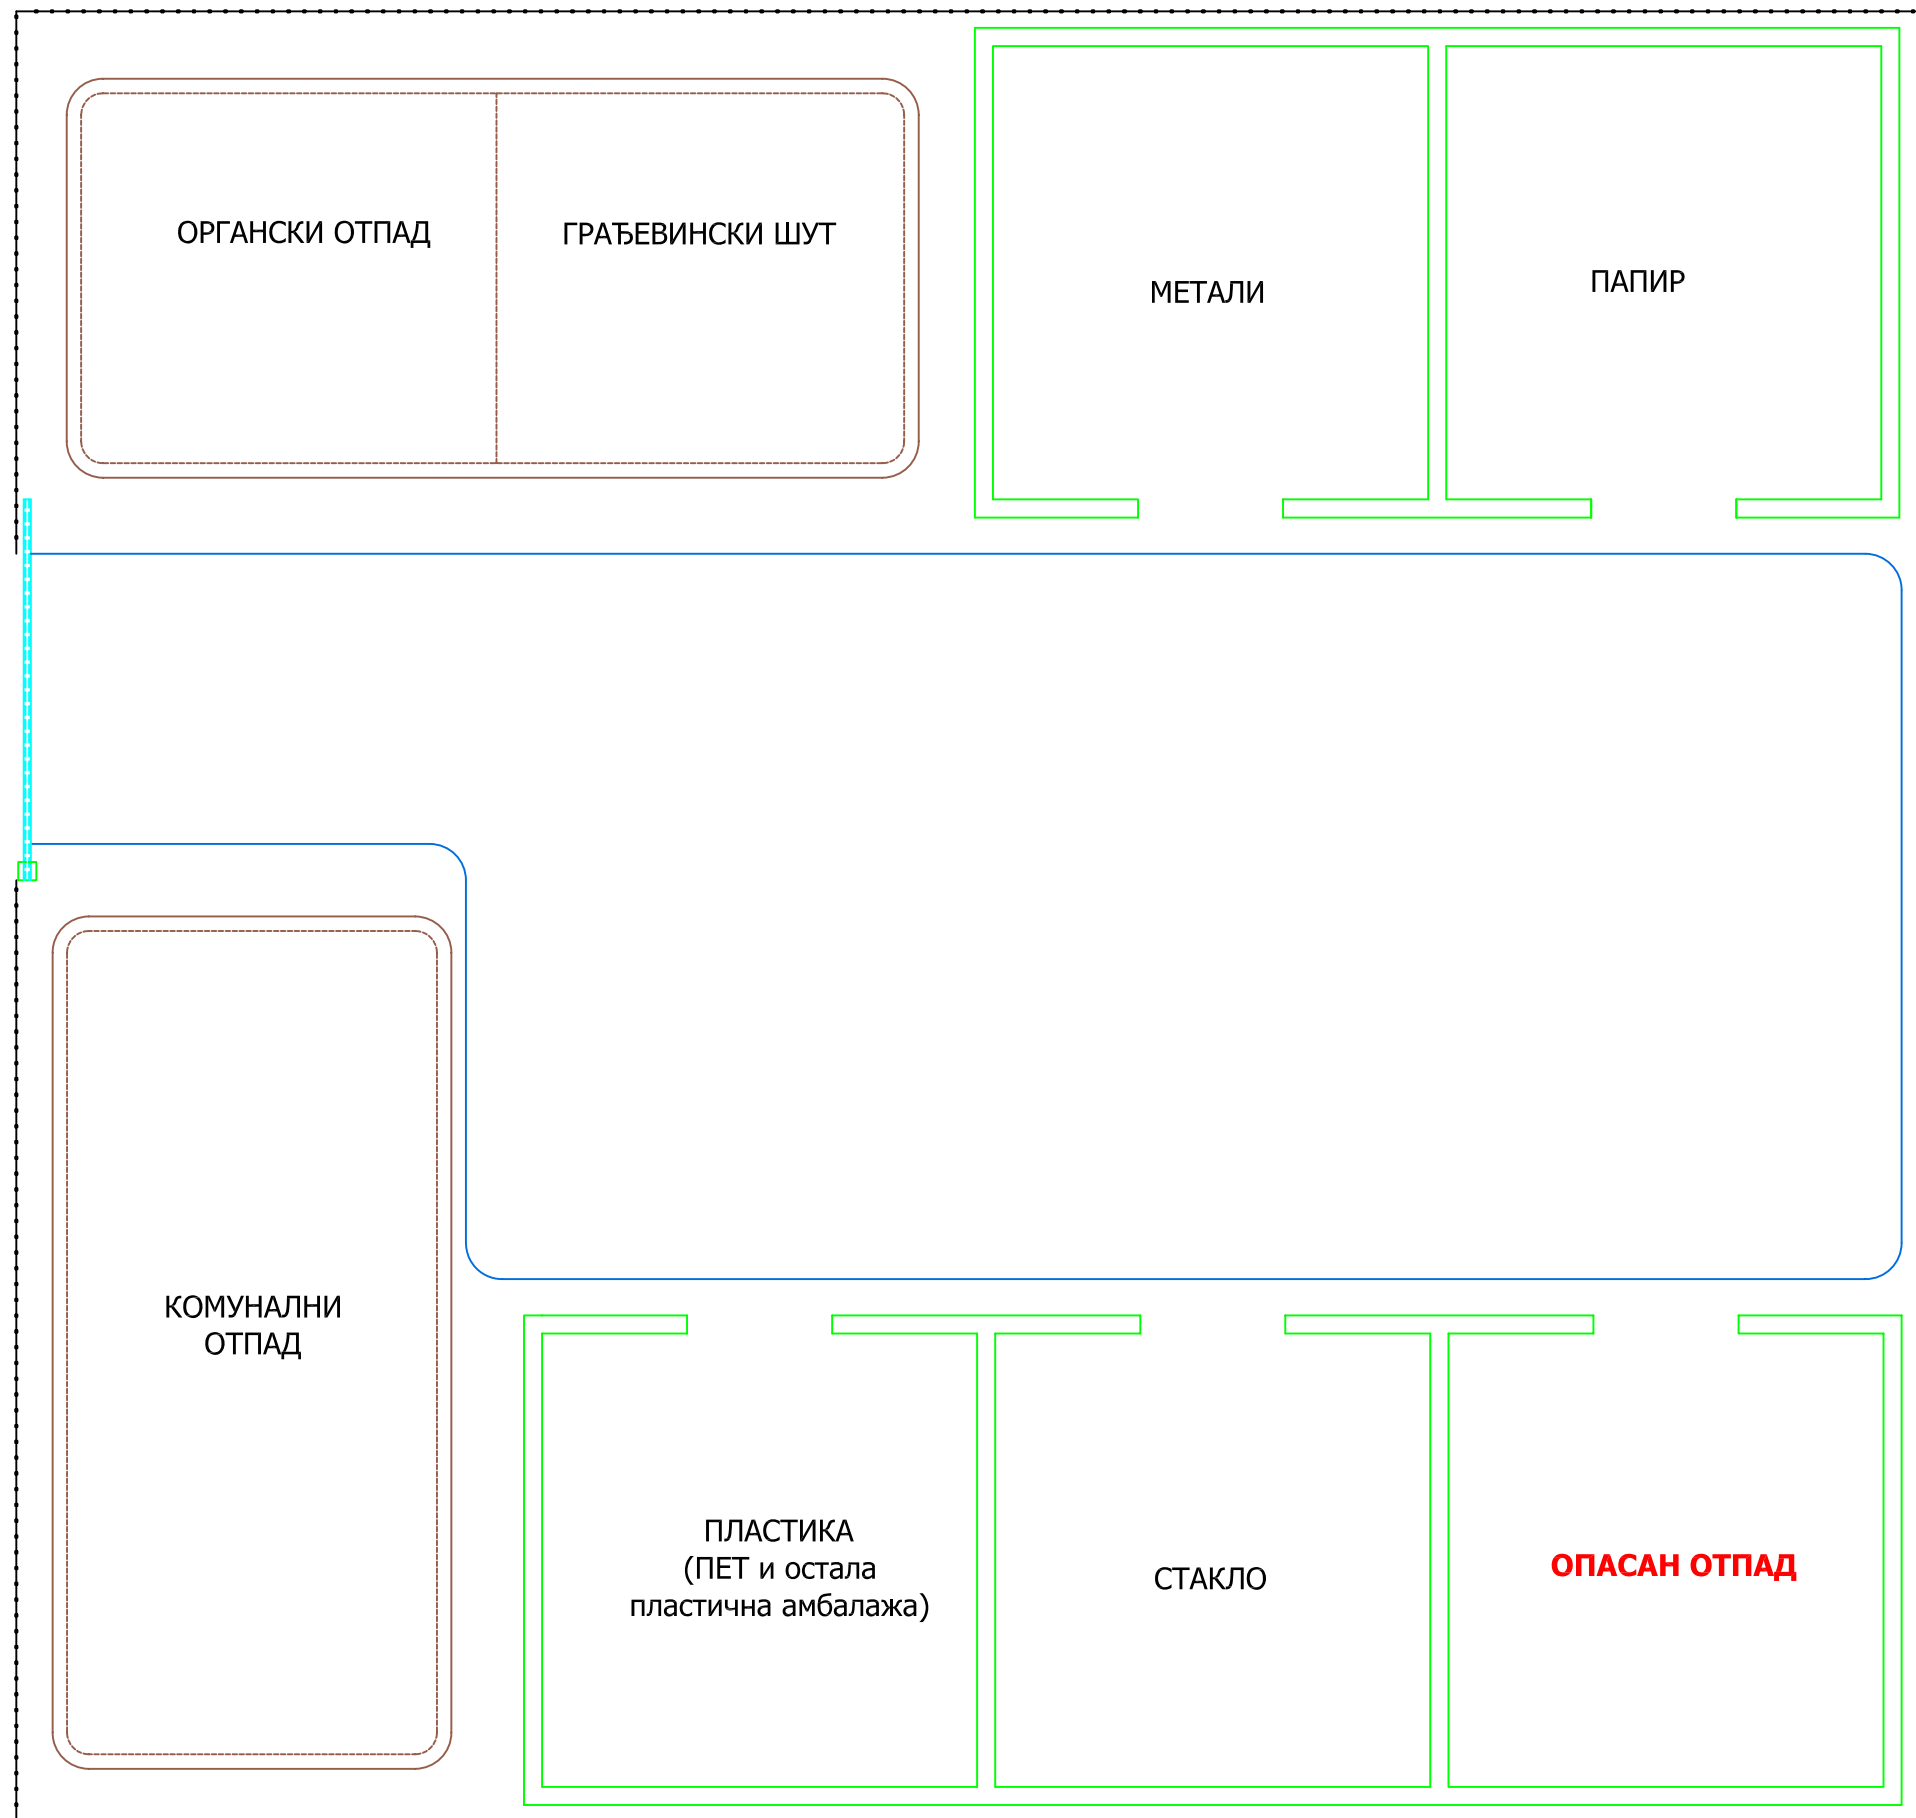 ОРГАНСКИ ОТПАД
ГРАЂЕВИНСКИ ШУТ
МЕТАЛИ
ПАПИР
КОМУНАЛНИ
ОТПАД
ПЛАСТИКА
(ПЕТ и остала
пластична амбалажа)
СТАКЛО
ОПАСАН ОТПАД